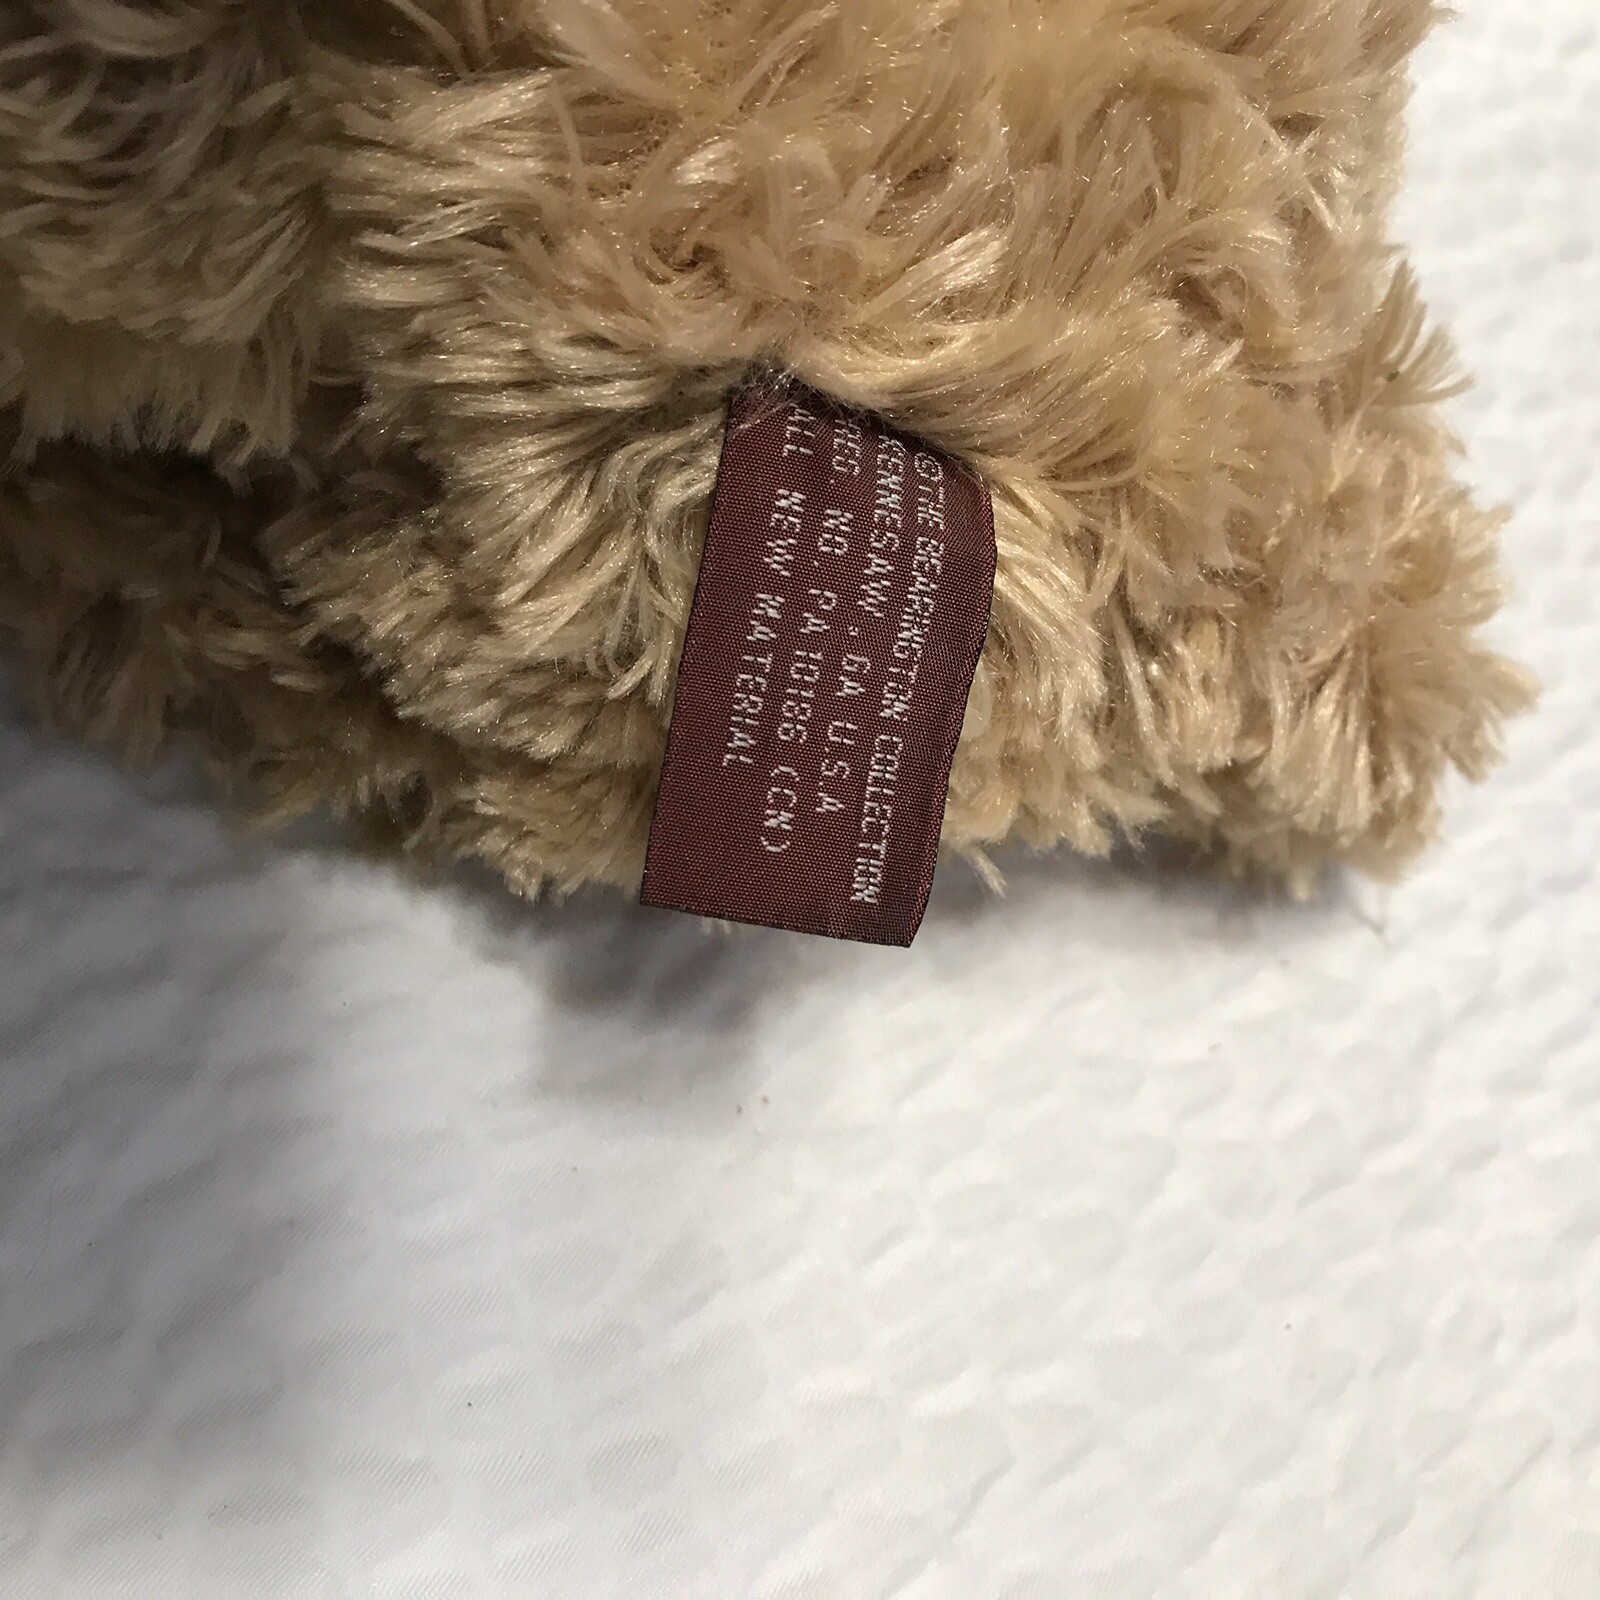 ©THE BEARINGTON COLLECTION
KENNESAW, GA U.S.A
REG. NO. PA 10186 (CN)
ALL NEW MATERIAL